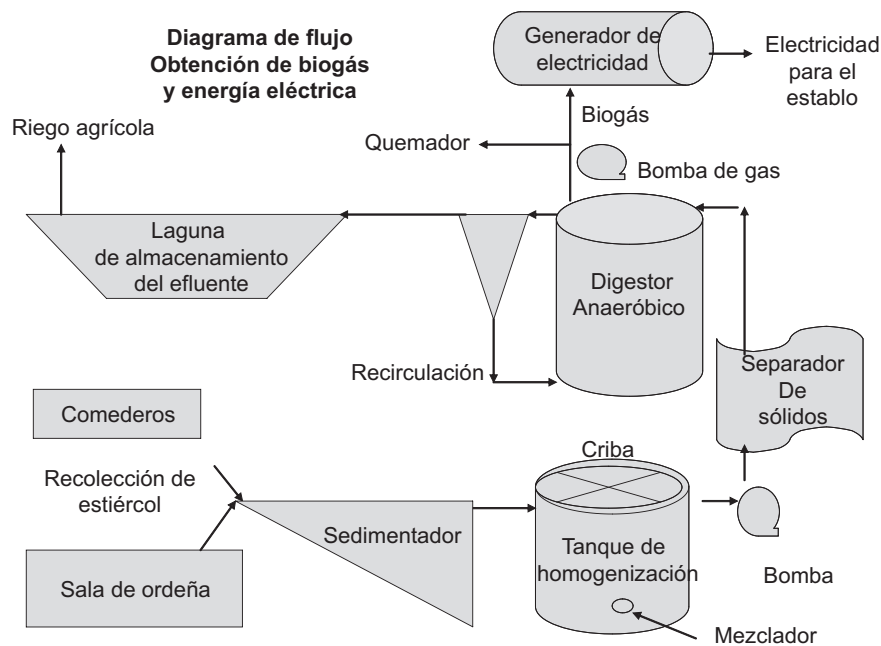 Diagrama de flujo
Obtención de biogás
y energía eléctrica
Generador de
electricidad
Electricidad
para el
establo
Biogás
Riego agrícola
Quemador
Bomba de gas
Laguna
de almacenamiento
del efluente
Digestor
Anaeróbico
Recirculación
Separador
De
sólidos
Comederos
Criba
Recolección de
estiércol
Sedimentador
Tanque de
homogenización
Sala de ordeña
Bomba
Mezclador